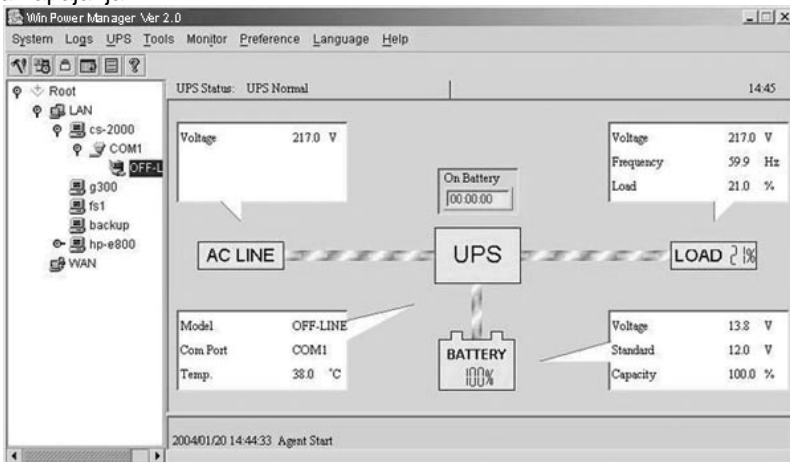 Win Power Manager Ver 2.0
System Logs UPS Tools Monitor Preference Language Help
Root
LAN
cs-2000
COM1
OFF-L
g300
fs1
backup
hp-e800
WAN
UPS Status: UPS Normal 14:45
Voltage 217.0 V
On Battery
00:00:00
Voltage 217.0 V
Frequency 59.9 Hz
Load 21.0 %
AC LINE
UPS
LOAD 21%
Model OFF-LINE
Com Port COM1
Temp. 38.0 °C
BATTERY
100%
Voltage 13.8 V
Standard 12.0 V
Capacity 100.0 %
2004/01/20 14:44:33 Agent Start